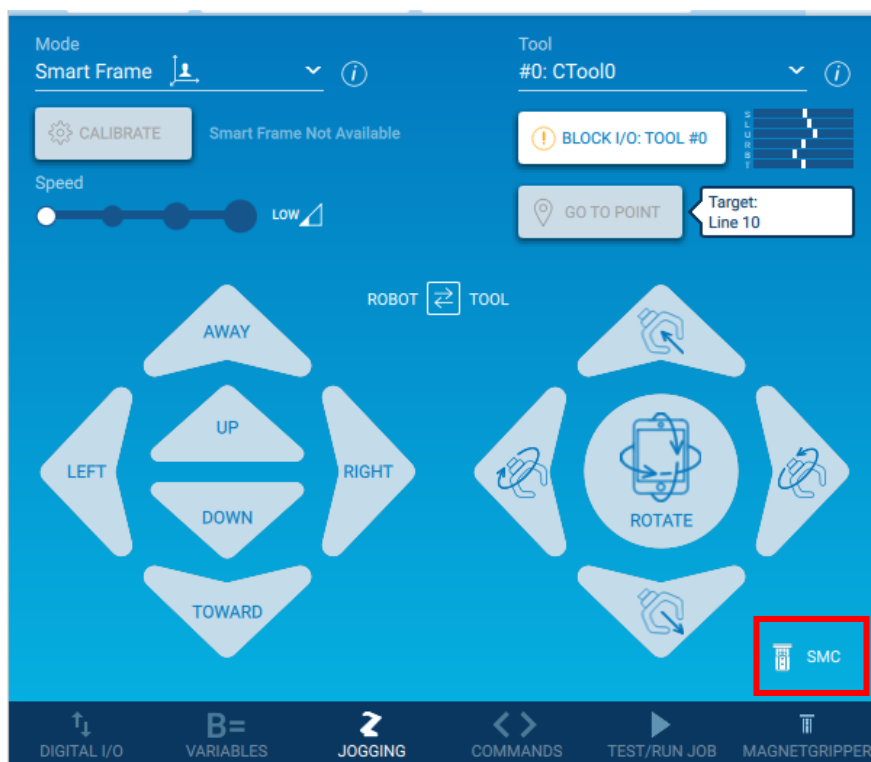 Mode
Smart Frame
Tool
#0: CTool0
CALIBRATE
Smart Frame Not Available
BLOCK I/O: TOOL #0
S
L
U
R
B
T
Speed
LOW
GO TO POINT
Target:
Line 10
ROBOT
TOOL
AWAY
UP
LEFT
RIGHT
DOWN
TOWARD
ROTATE
SMC
DIGITAL I/O
B=
VARIABLES
JOGGING
COMMANDS
TEST/RUN JOB
MAGNETGRIPPER